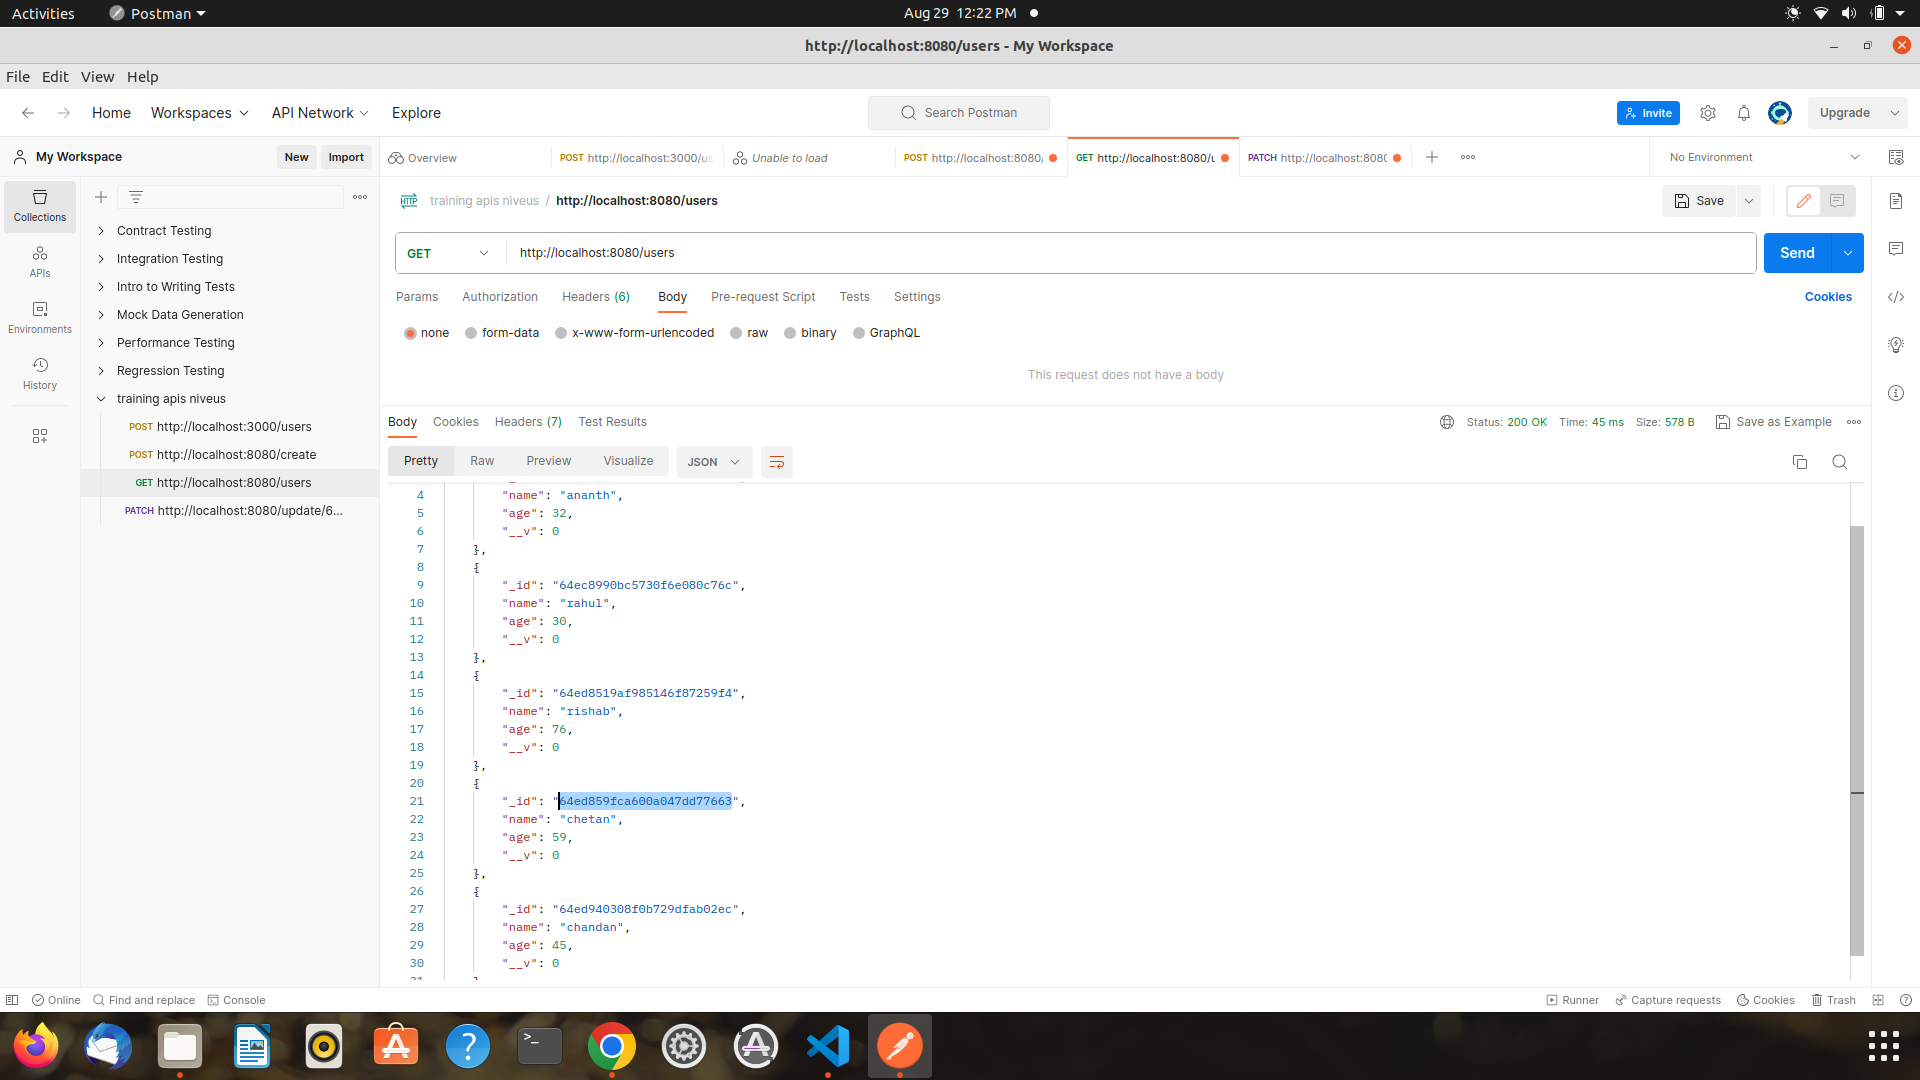 Activities
Postman
Aug 29 12:22 PM
http://localhost:8080/users - My Workspace
File Edit View Help
Home Workspaces API Network Explore
Search Postman
Invite
Upgrade
My Workspace
New Import
Overview
POST http://localhost:3000/us
Unable to load
POST http://localhost:8080/
GET http://localhost:8080/u
PATCH http://localhost:8080
No Environment
Collections
APIs
Environments
History
Contract Testing
Integration Testing
Intro to Writing Tests
Mock Data Generation
Performance Testing
Regression Testing
training apis niveus
POST http://localhost:3000/users
POST http://localhost:8080/create
GET http://localhost:8080/users
PATCH http://localhost:8080/update/6...
HTTP training apis niveus / http://localhost:8080/users
Save
GET http://localhost:8080/users
Send
Params Authorization Headers (6) Body Pre-request Script Tests Settings
Cookies
none form-data x-www-form-urlencoded raw binary GraphQL
This request does not have a body
Body Cookies Headers (7) Test Results
Status: 200 OK Time: 45 ms Size: 578 B
Save as Example
Pretty Raw Preview Visualize JSON
4 "name": "ananth",
5 "age": 32,
6 "__v": 0
7 },
8 {
9 "_id": "64ec8990bc5730f6e080c76c",
10 "name": "rahul",
11 "age": 30,
12 "__v": 0
13 },
14 {
15 "_id": "64ed8519af985146f87259f4",
16 "name": "rishab",
17 "age": 76,
18 "__v": 0
19 },
20 {
21 "_id": "64ed859fca600a047dd77663",
22 "name": "chetan",
23 "age": 59,
24 "__v": 0
25 },
26 {
27 "_id": "64ed940308f0b729dfab02ec",
28 "name": "chandan",
29 "age": 45,
30 "__v": 0
Online Find and replace Console
Runner Capture requests Cookies Trash